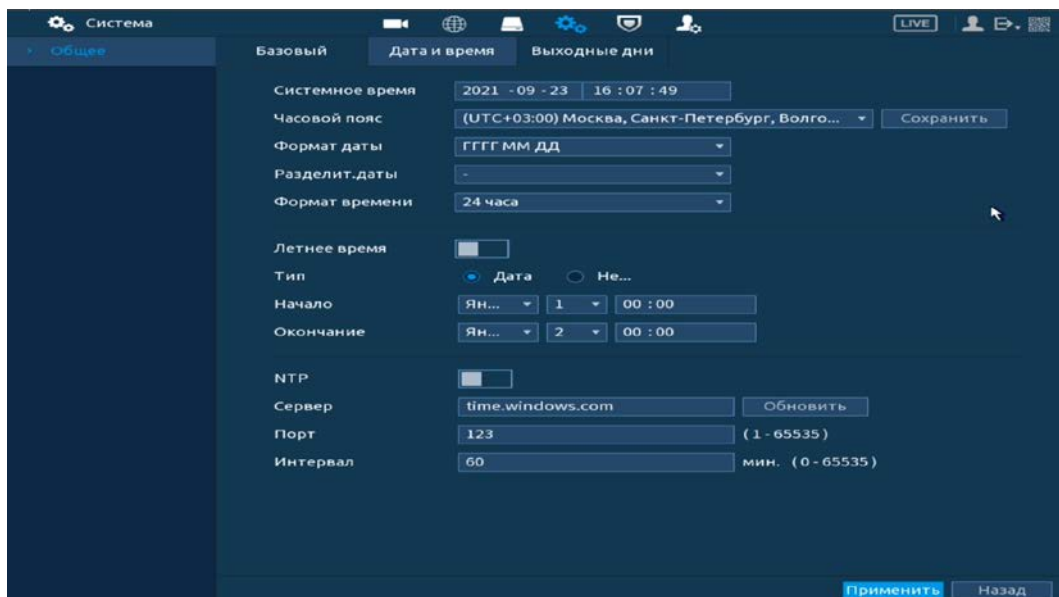 Система LIVE
Общее
Базовый Дата и время Выходные дни
Системное время 2021 - 09 - 23 16 : 07 : 49
Часовой пояс (UTC+03:00) Москва, Санкт-Петербург, Волго... Сохранить
Формат даты ГГГГ ММ ДД
Разделит.даты -
Формат времени 24 часа
Летнее время
Тип Дата Не...
Начало Ян... 1 00 : 00
Окончание Ян... 2 00 : 00
NTP
Сервер time.windows.com Обновить
Порт 123 (1-65535)
Интервал 60 мин. (0-65535)
Применить Назад